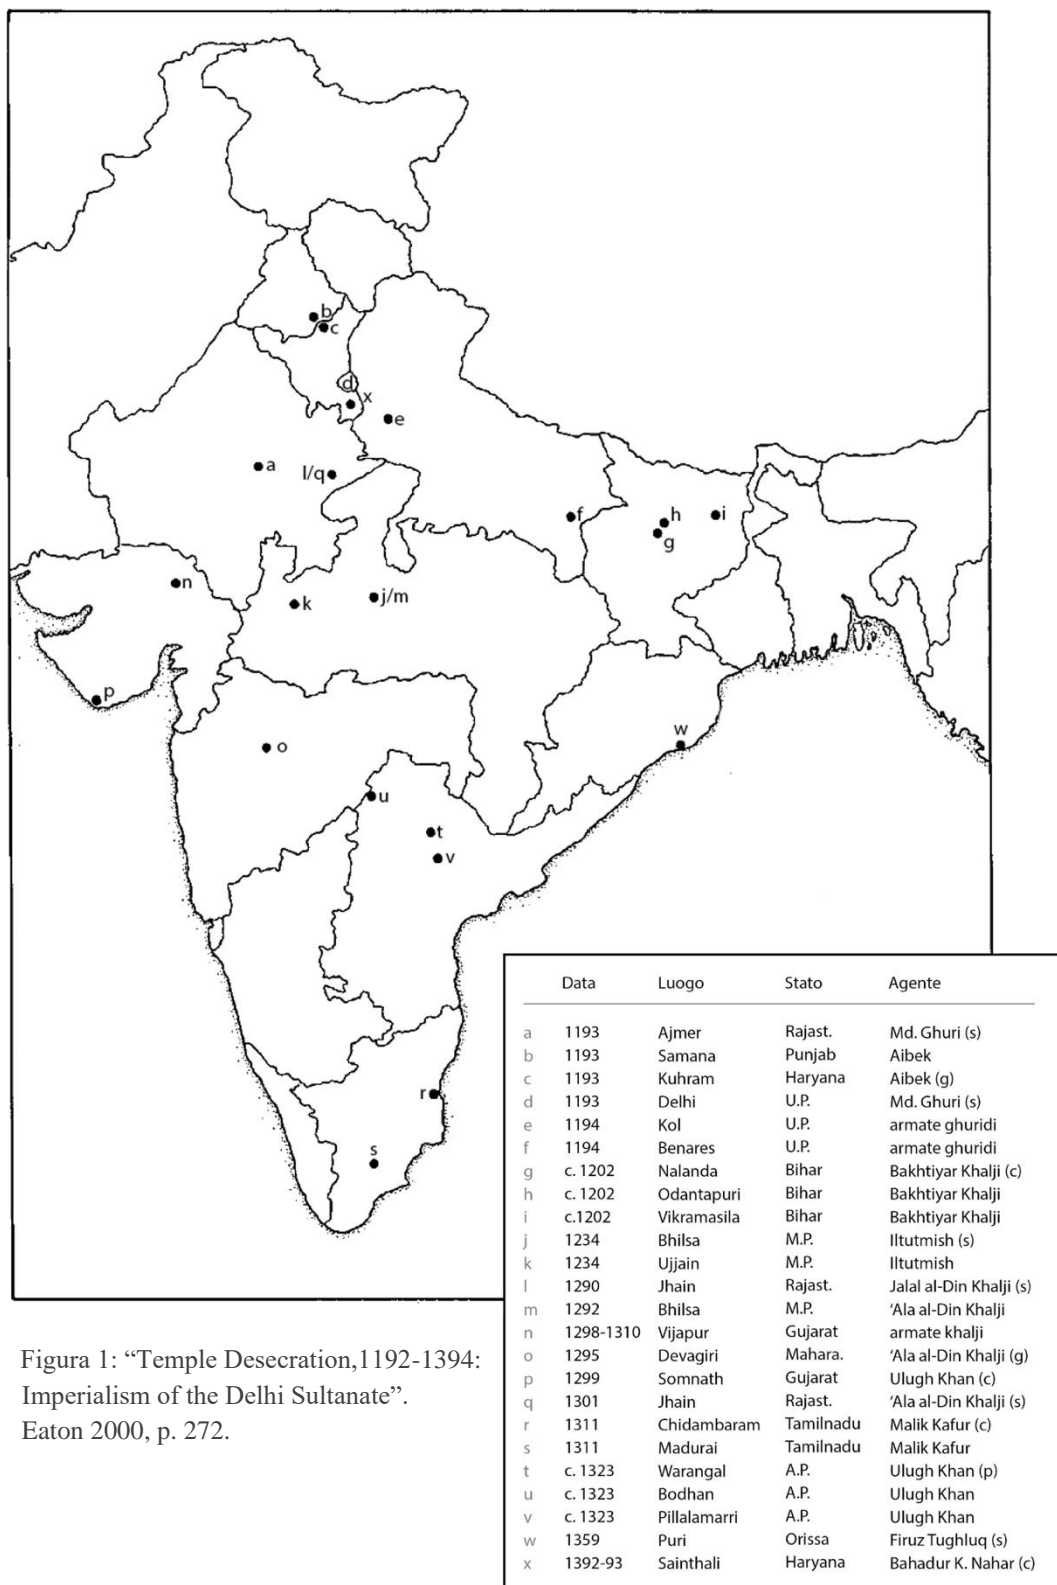 b
c
d
x
e
a
l/q
f
h
i
g
n
k
j/m
p
o
w
u
t
v
r
s
Data Luogo Stato Agente
a 1193 Ajmer Rajast. Md. Ghuri (s)
b 1193 Samana Punjab Aibek
c 1193 Kuhram Haryana Aibek (g)
d 1193 Delhi U.P. Md. Ghuri (s)
e 1194 Kol U.P. armate ghuridi
f 1194 Benares U.P. armate ghuridi
g c. 1202 Nalanda Bihar Bakhtiyar Khalji (c)
h c. 1202 Odantapuri Bihar Bakhtiyar Khalji
i c.1202 Vikramasila Bihar Bakhtiyar Khalji
j 1234 Bhilsa M.P. Iltutmish (s)
k 1234 Ujjain M.P. Iltutmish
l 1290 Jhain Rajast. Jalal al-Din Khalji (s)
m 1292 Bhilsa M.P. ‘Ala al-Din Khalji
n 1298-1310 Vijapur Gujarat armate khalji
o 1295 Devagiri Mahara. ‘Ala al-Din Khalji (g)
p 1299 Somnath Gujarat Ulugh Khan (c)
q 1301 Jhain Rajast. ‘Ala al-Din Khalji (s)
r 1311 Chidambaram Tamilnadu Malik Kafur (c)
s 1311 Madurai Tamilnadu Malik Kafur
t c. 1323 Warangal A.P. Ulugh Khan (p)
u c. 1323 Bodhan A.P. Ulugh Khan
v c. 1323 Pillalamarri A.P. Ulugh Khan
w 1359 Puri Orissa Firuz Tughluq (s)
x 1392-93 Sainthali Haryana Bahadur K. Nahar (c)
Figura 1: “Temple Desecration,1192-1394:
Imperialism of the Delhi Sultanate”.
Eaton 2000, p. 272.